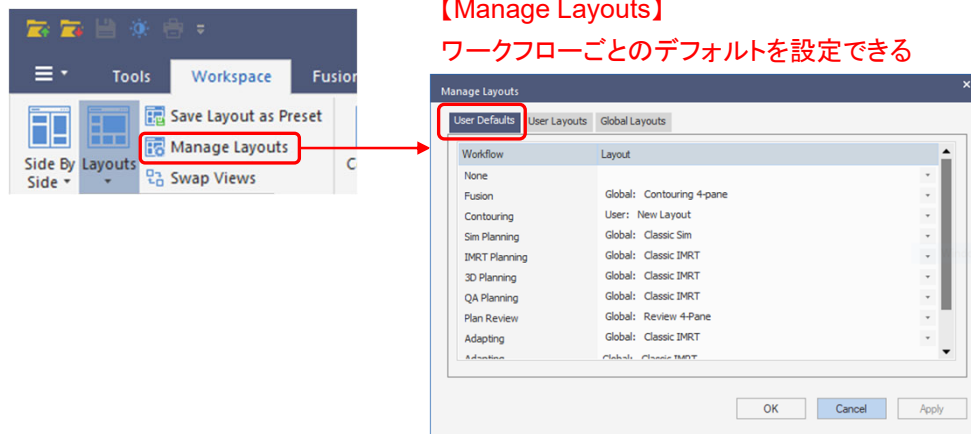 【Manage Layouts】
ワークフローごとのデフォルトを設定できる
Tools Workspace Fusion
Save Layout as Preset
Manage Layouts
Swap Views
Side By Side
Layouts
C
Manage Layouts
User Defaults User Layouts Global Layouts
Workflow Layout
None
Fusion Global: Contouring 4-pane
Contouring User: New Layout
Sim Planning Global: Classic Sim
IMRT Planning Global: Classic IMRT
3D Planning Global: Classic IMRT
QA Planning Global: Classic IMRT
Plan Review Global: Review 4-Pane
Adapting Global: Classic IMRT
Adapting Global: Classic IMRT
OK Cancel Apply